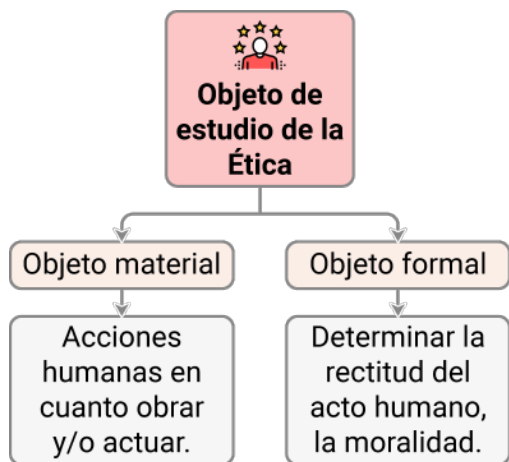 Objeto de
estudio de la
Ética
Objeto material
Objeto formal
Acciones
humanas en
cuanto obrar
y/o actuar.
Determinar la
rectitud del
acto humano,
la moralidad.